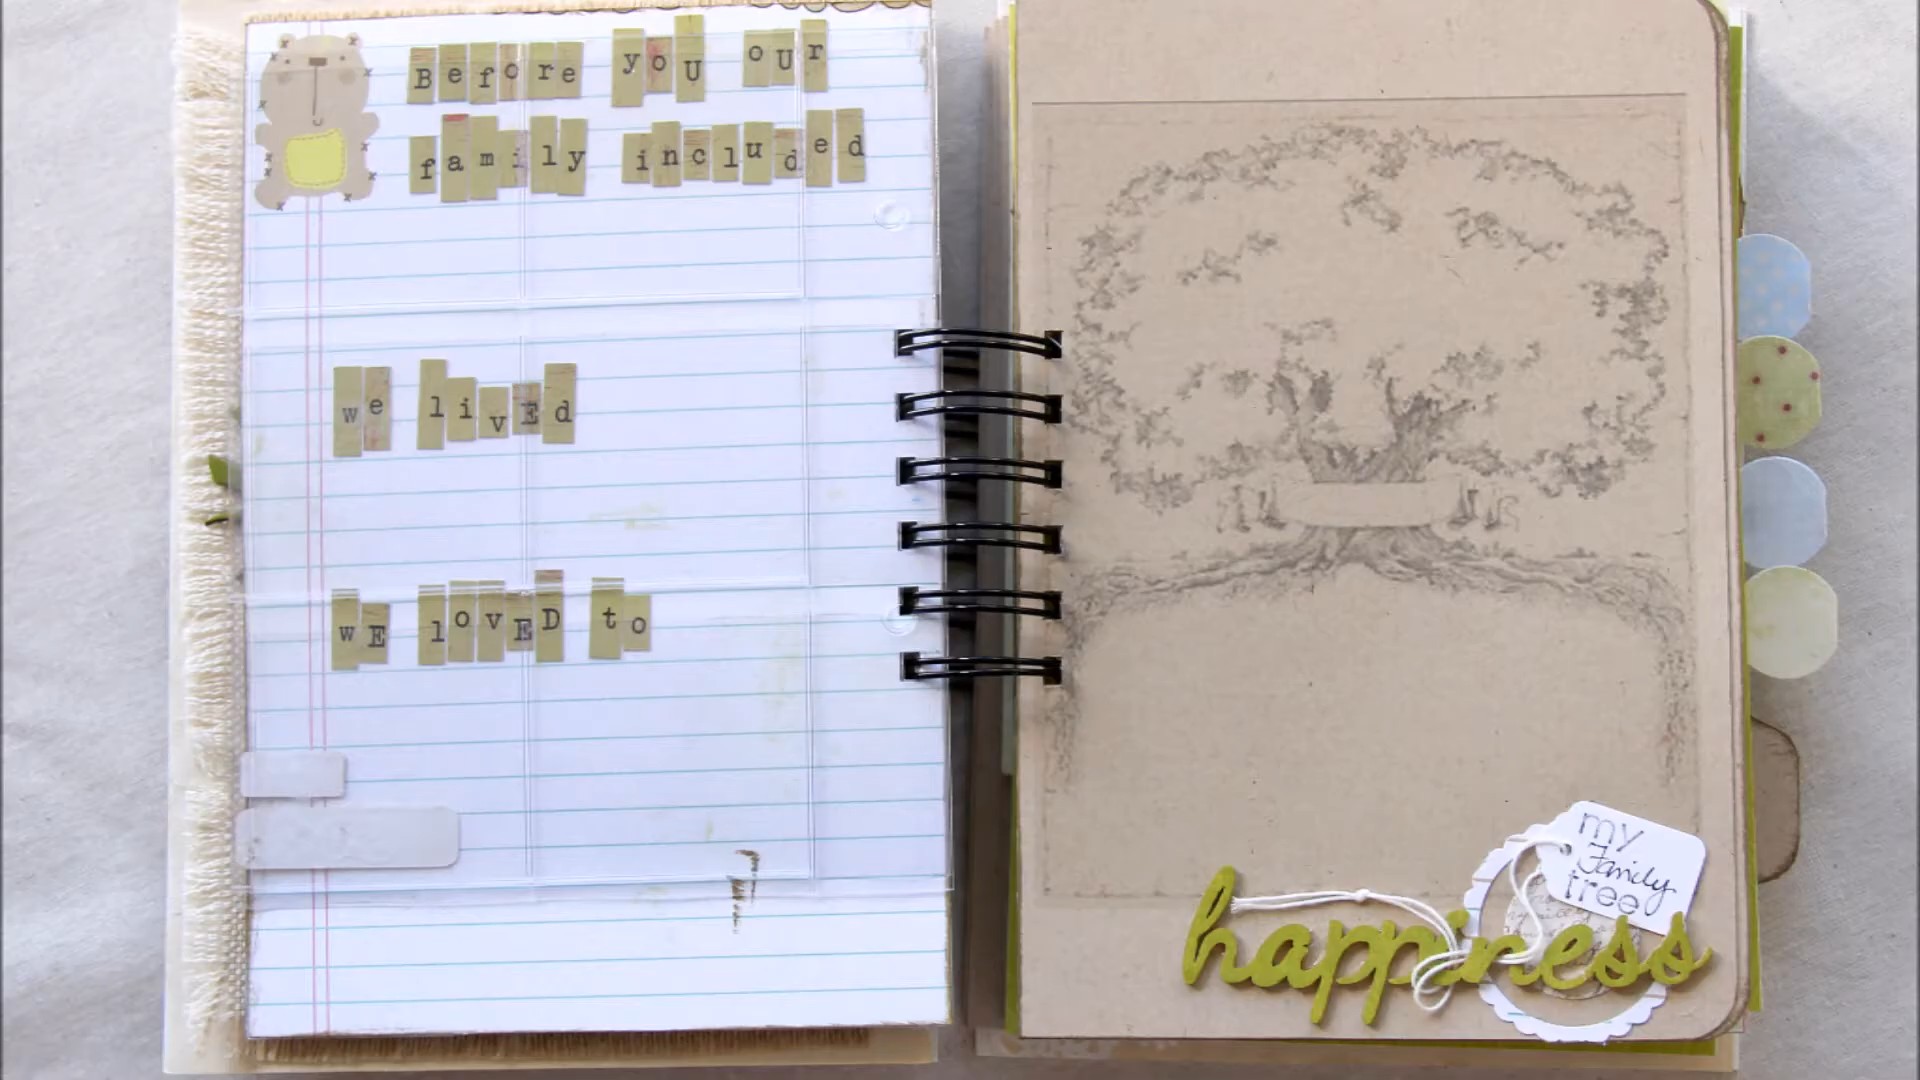 Before yoU oUr
family included
we livEd
wE lovED to
my
Family
tree
happiness